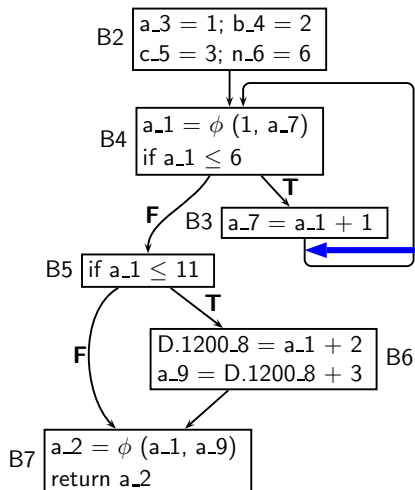 B2
a_3 = 1; b_4 = 2
c_5 = 3; n_6 = 6
B4
a_1 = ϕ (1, a_7)
if a_1 ≤ 6
F
T
B3
a_7 = a_1 + 1
B5
if a_1 ≤ 11
F
T
D.1200_8 = a_1 + 2
a_9 = D.1200_8 + 3
B6
B7
a_2 = ϕ (a_1, a_9)
return a_2